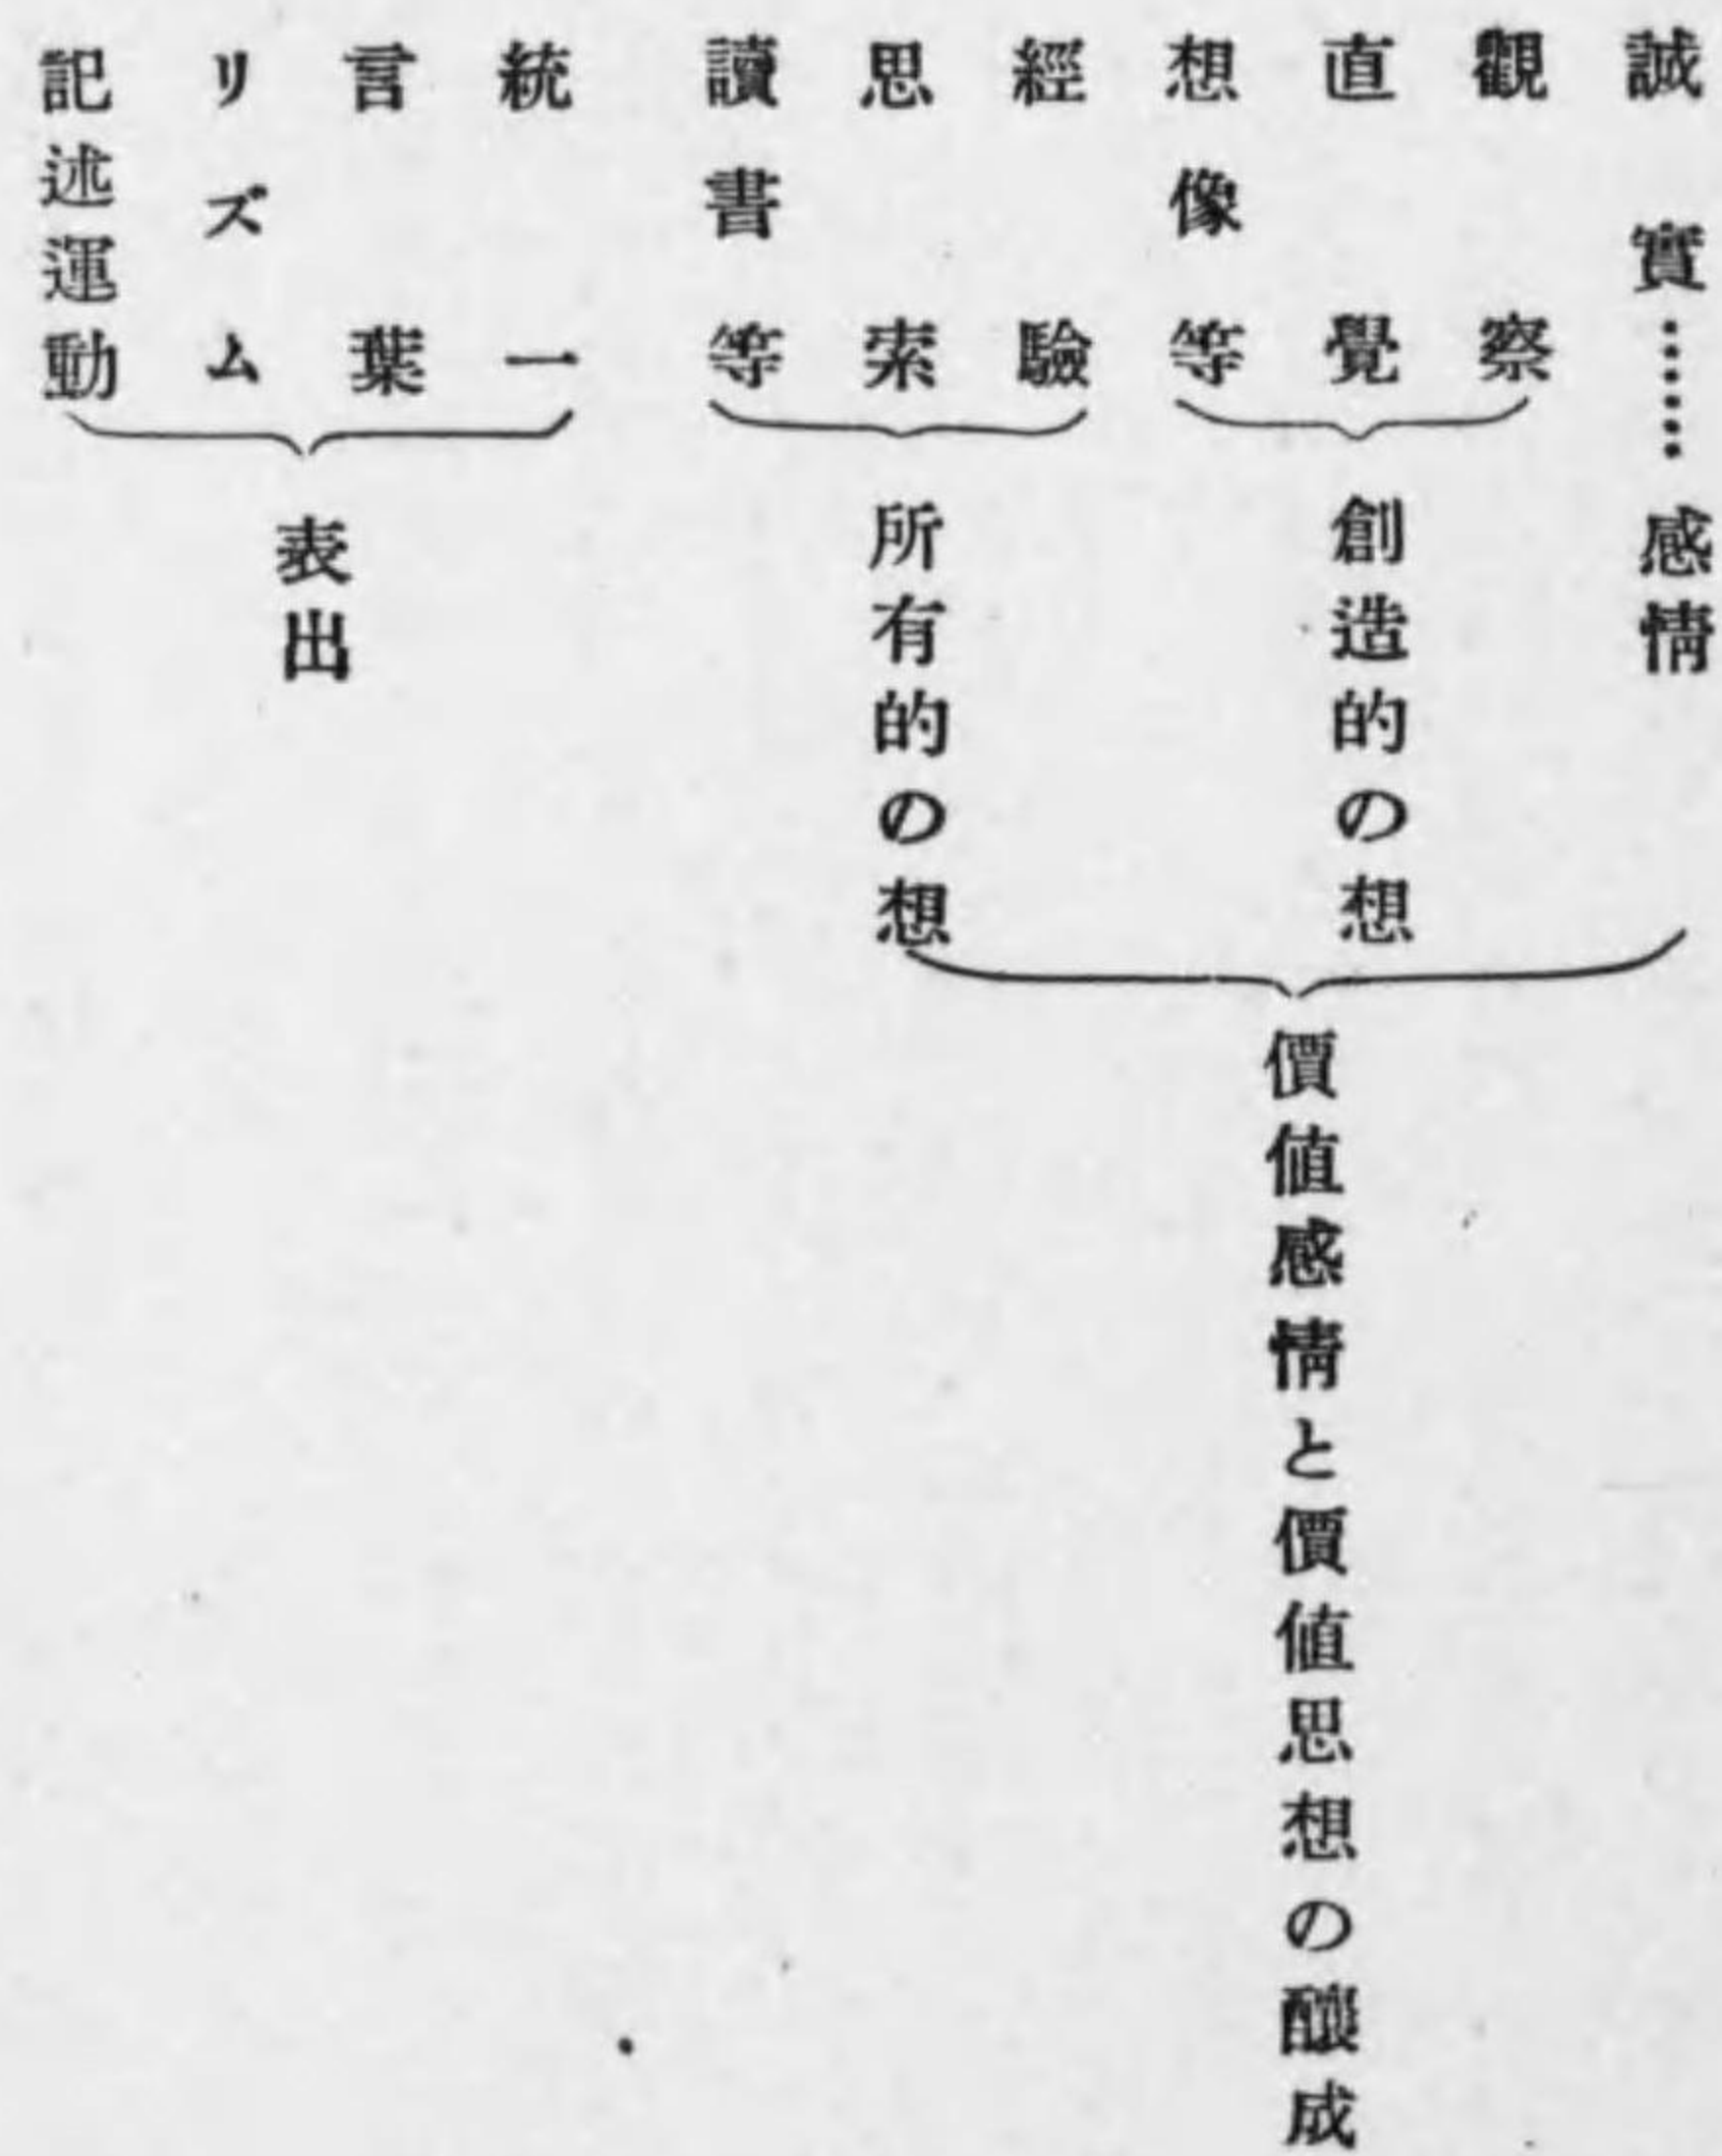 誠實……感情
觀察
直覺
想像等
創造的の想
經驗
思索
讀書等
所有的の想
價値感情と價値思想の醸成
統一
言葉
リズム
記述運動
表出